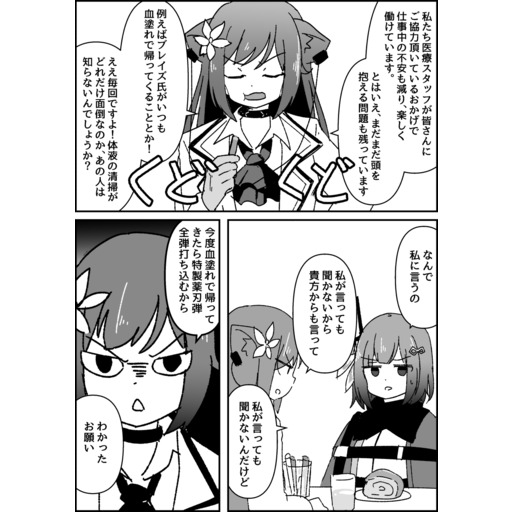 私たち医療スタッフが皆さんに
ご協力頂いているおかげで
仕事中の不安も減り、楽しく
働けています。
とはいえ、まだまだ頭を
抱える問題も残っています
例えばブレイズ氏がいつも
血塗れで帰ってくることとか!
ええ毎回ですよ!体液の清掃が
どれだけ面倒なのか、あの人は
知らないんでしょうか?
くどくど
なんで
私に言うの
私が言っても
聞かないから
貴方からも言って
私が言っても
聞かないんだけど
今度血塗れで帰って
きたら特製薬刃弾
全弾打ち込むから
わかった
お願い